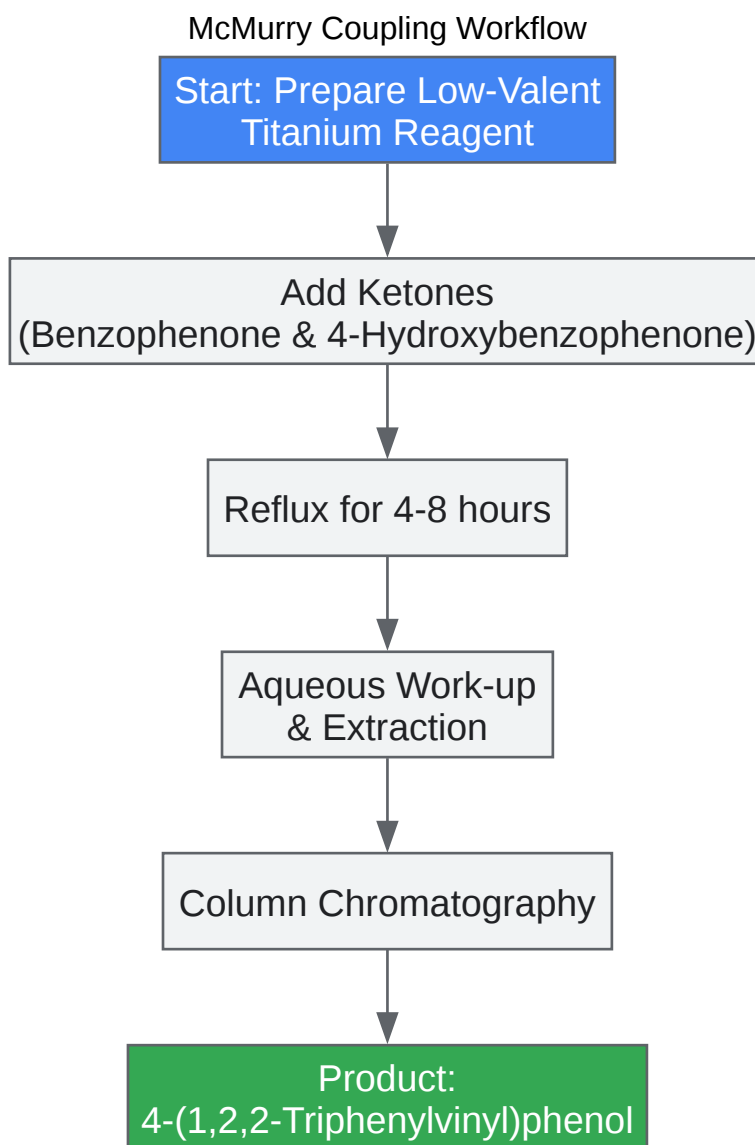 McMurry Coupling Workflow
Start: Prepare Low-Valent
Titanium Reagent
Add Ketones
(Benzophenone & 4-Hydroxybenzophenone)
Reflux for 4-8 hours
Aqueous Work-up
& Extraction
Column Chromatography
Product:
4-(1,2,2-Triphenylvinyl)phenol